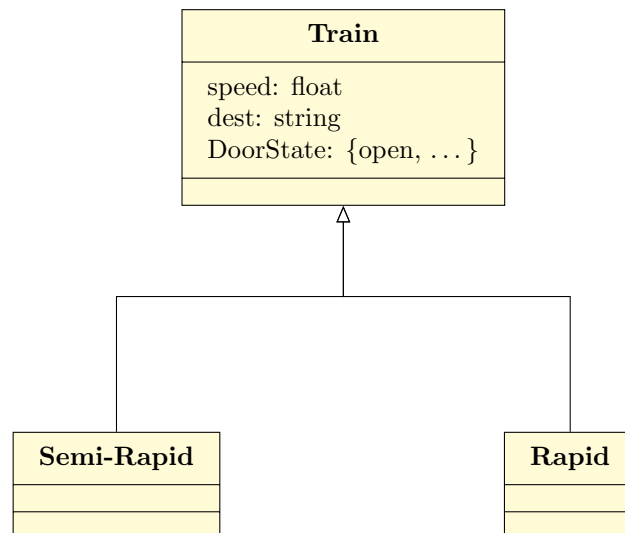 Train
speed: float
dest: string
DoorState: {open, ...}
Semi-Rapid
Rapid